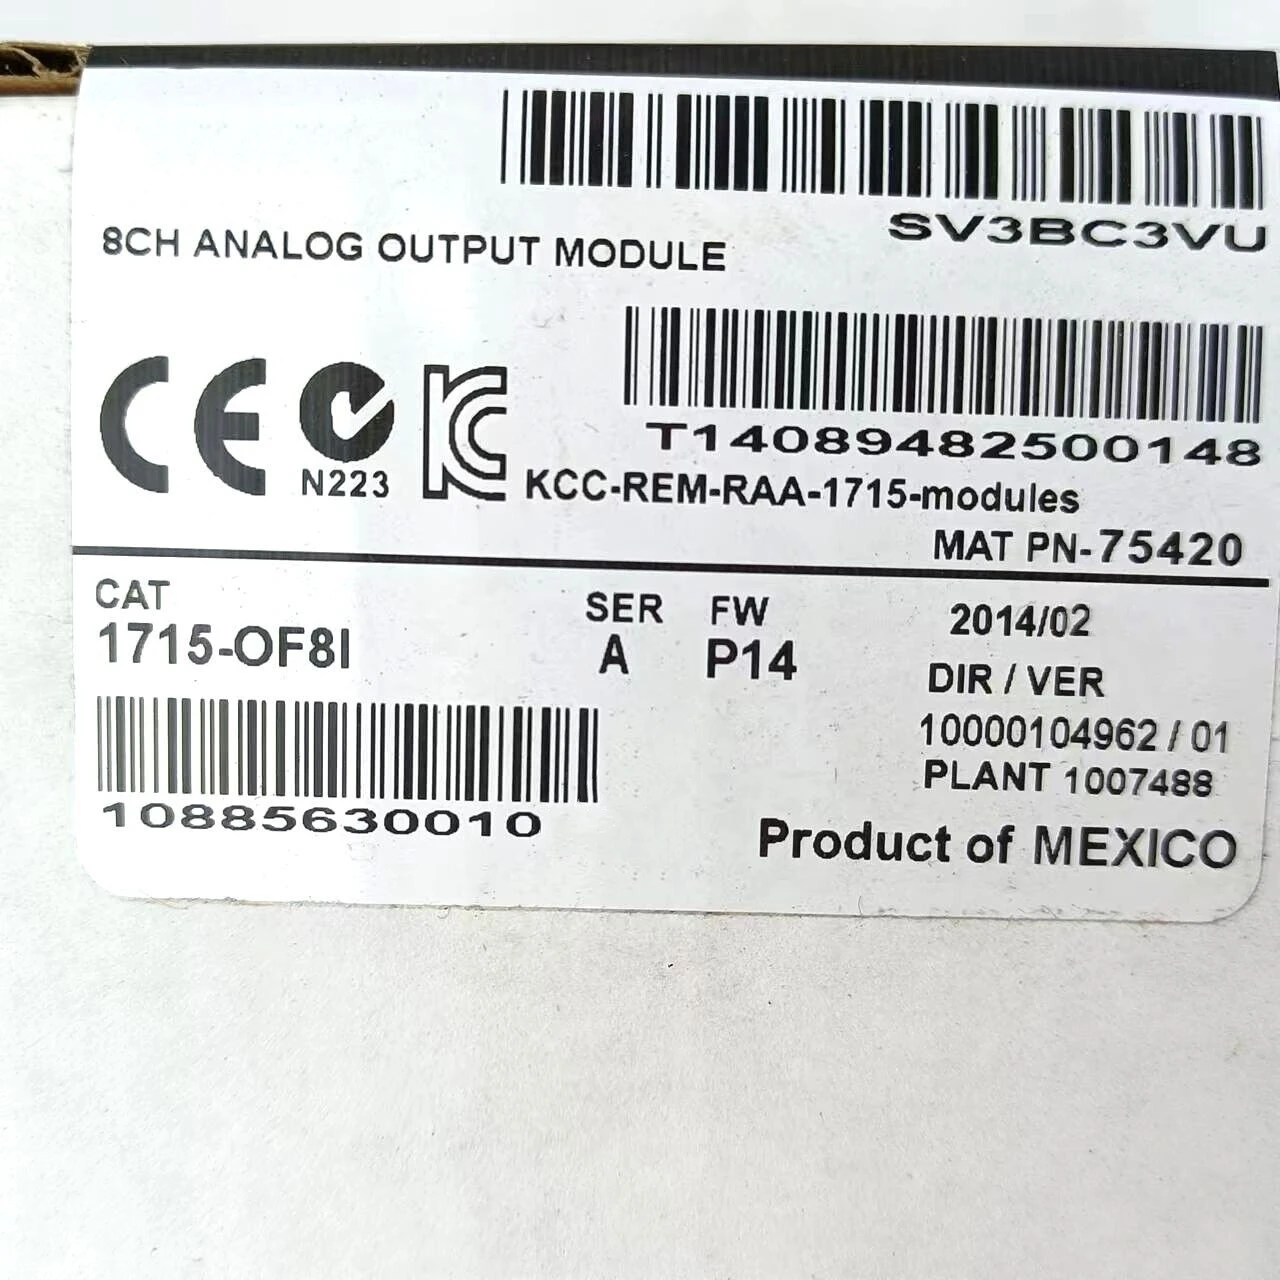 SV3BC3VU
8CH ANALOG OUTPUT MODULE
T14089482500148
CE N223 KC KCC-REM-RAA-1715-modules
MAT PN-75420
CAT SER FW 2014/02
1715-OF8I A P14 DIR / VER
10000104962 / 01
PLANT 1007488
10885630010
Product of MEXICO